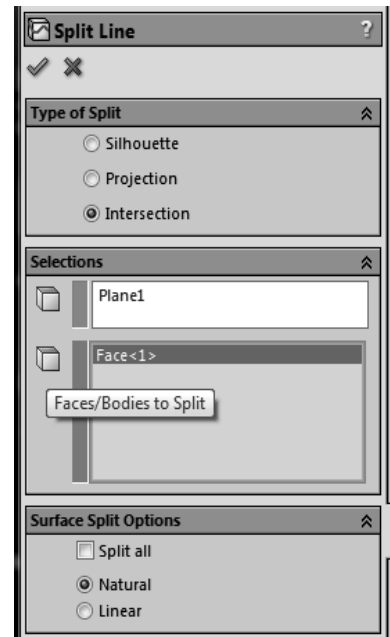 Split Line ?
Type of Split
Silhouette
Projection
Intersection
Selections
Plane1
Face<1>
Faces/Bodies to Split
Surface Split Options
Split all
Natural
Linear